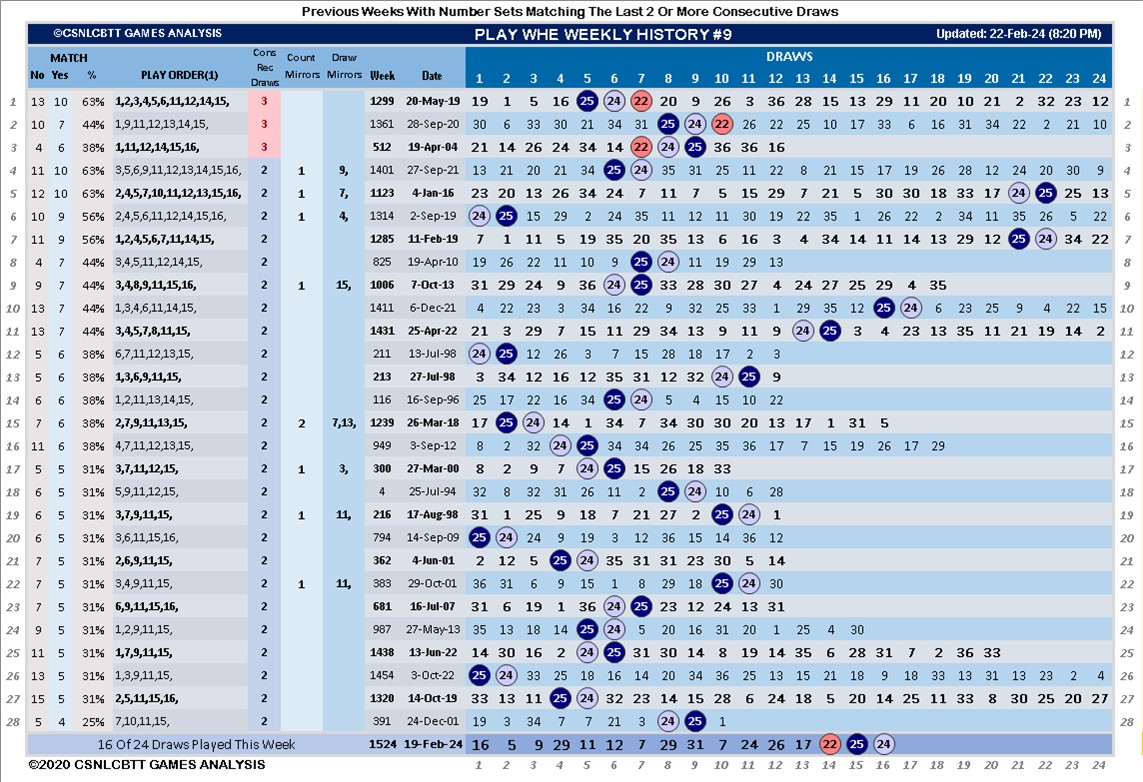 Previous Weeks With Number Sets Matching The Last 2 Or More Consecutive Draws
©CSNLCBTT GAMES ANALYSIS PLAY WHE WEEKLY HISTORY #9 Updated: 22-Feb-24 (8:20 PM)
MATCH Cons Rec Draws Count Mirrors Draw Mirrors DRAWS
No Yes % PLAY ORDER(1) Week Date 1 2 3 4 5 6 7 8 9 10 11 12 13 14 15 16 17 18 19 20 21 22 23 24
1 13 10 63% 1,2,3,4,5,6,11,12,14,15, 3 1299 20-May-19 19 1 5 16 25 24 22 20 9 26 3 36 28 15 13 29 11 20 10 21 2 32 23 12 1
2 10 7 44% 1,9,11,12,13,14,15, 3 1361 28-Sep-20 30 6 33 30 21 34 31 25 24 22 26 22 25 10 17 33 6 16 31 34 22 2 21 10 2
3 4 6 38% 1,11,12,14,15,16, 3 512 19-Apr-04 21 14 26 24 34 14 22 24 25 36 36 16 3
4 11 10 63% 3,5,6,9,11,12,13,14,15,16, 2 1 9, 1401 27-Sep-21 13 21 20 21 34 25 24 35 31 25 11 22 8 21 15 17 19 26 28 12 24 20 30 9 4
5 12 10 63% 2,4,5,7,10,11,12,13,15,16, 2 1 7, 1123 4-Jan-16 23 20 13 26 34 24 7 11 7 5 15 29 7 21 5 30 30 18 33 17 24 25 25 13 5
6 10 9 56% 2,4,5,6,11,12,14,15,16, 2 1 4, 1314 2-Sep-19 24 25 15 29 2 24 35 11 12 11 30 19 22 35 1 26 22 2 34 11 35 26 5 22 6
7 11 9 56% 1,2,4,5,6,7,11,14,15, 2 1285 11-Feb-19 7 1 11 5 19 35 20 35 13 6 16 3 4 34 17 11 14 13 29 12 25 24 34 22 7
8 4 7 44% 3,4,5,11,12,14,15, 2 825 19-Apr-10 19 26 22 11 10 9 25 24 11 19 29 13 8
9 9 7 44% 3,4,8,9,11,15,16, 2 1 15, 1006 7-Oct-13 31 29 24 9 36 24 25 33 28 30 27 4 24 27 25 29 4 35 9
10 13 7 44% 1,3,4,6,11,14,15, 2 1411 6-Dec-21 4 22 23 3 34 16 22 9 32 25 33 1 29 35 12 25 24 6 23 25 9 4 22 15 10
11 13 7 44% 3,4,5,7,8,11,15, 2 1431 25-Apr-22 21 3 29 7 15 11 29 34 13 9 11 9 24 25 3 4 23 13 35 11 21 19 14 2 11
12 5 6 38% 6,7,11,12,13,15, 2 211 13-Jul-98 24 25 12 26 3 7 15 28 18 17 2 3 12
13 5 6 38% 1,3,6,9,11,15, 2 213 27-Jul-98 3 34 12 16 12 35 31 12 32 24 25 9 13
14 6 6 38% 1,2,11,13,14,15, 2 116 16-Sep-96 25 17 22 16 34 25 24 5 4 15 10 22 14
15 7 6 38% 2,7,9,11,13,15, 2 2 7,13, 1239 26-Mar-18 17 25 24 14 1 34 7 34 30 30 20 13 17 1 31 5 15
16 11 6 38% 4,7,11,12,13,15, 2 949 3-Sep-12 8 2 32 24 25 34 34 26 25 35 36 17 7 15 19 26 17 29 16
17 5 5 31% 3,7,11,12,15, 2 1 3, 300 27-Mar-00 8 2 9 7 24 25 15 26 18 33 17
18 6 5 31% 5,9,11,12,15, 2 4 25-Jul-94 32 8 32 31 26 11 2 25 24 10 6 28 18
19 6 5 31% 3,7,9,11,15, 2 1 11, 216 17-Aug-98 31 1 25 9 18 7 21 27 2 25 24 1 19
20 6 5 31% 3,6,11,15,16, 2 794 14-Sep-09 25 24 24 9 19 3 12 36 15 14 36 12 20
21 7 5 31% 2,6,9,11,15, 2 362 4-Jun-01 2 12 5 25 24 35 31 31 23 30 5 14 21
22 7 5 31% 3,4,9,11,15, 2 1 11, 383 29-Oct-01 36 31 6 9 15 1 8 29 18 25 24 30 22
23 7 5 31% 6,9,11,15,16, 2 681 16-Jul-07 31 6 19 1 36 24 25 23 12 24 13 31 23
24 9 5 31% 1,2,9,11,15, 2 987 27-May-13 35 13 18 14 25 24 5 20 16 31 20 1 25 4 30 24
25 11 5 31% 1,7,9,11,15, 2 1438 13-Jun-22 14 30 16 2 24 25 31 30 14 8 19 14 35 6 28 31 7 2 36 33 25
26 13 5 31% 1,3,9,11,15, 2 1454 3-Oct-22 25 24 33 25 18 16 14 20 34 36 26 14 15 21 18 9 18 33 13 31 13 23 2 4 26
27 15 5 31% 2,5,11,15,16, 2 1320 14-Oct-19 33 13 11 25 24 32 23 14 15 28 6 24 18 5 20 14 25 11 33 8 30 25 20 27 27
28 5 4 25% 7,10,11,15, 2 391 24-Dec-01 19 3 34 7 7 21 3 24 25 1 28
16 Of 24 Draws Played This Week 1524 19-Feb-24 16 5 9 29 11 12 7 29 31 7 24 26 17 22 25 24
©2020 CSNLCBTT GAMES ANALYSIS 1 2 3 4 5 6 7 8 9 10 11 12 13 14 15 16 17 18 19 20 21 22 23 24